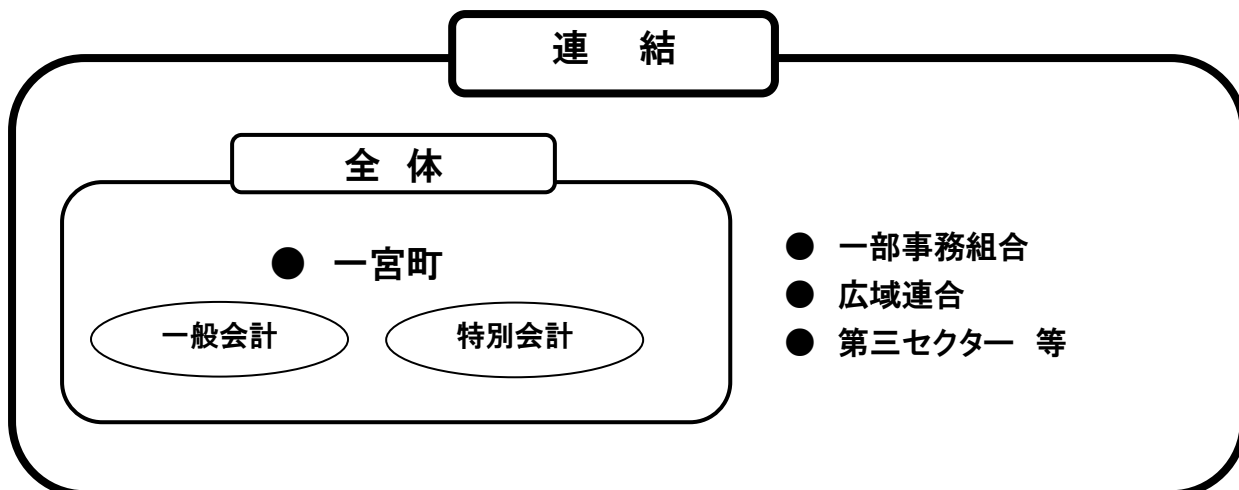 連 結
全 体
● 一宮町
一般会計 特別会計
● 一部事務組合
● 広域連合
● 第三セクター 等